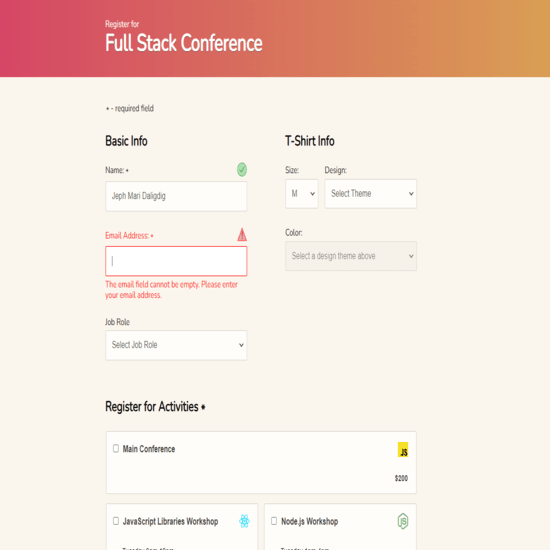 Register for
Full Stack Conference
* - required field
Basic Info
T-Shirt Info
Name: *
Size:
Design:
Jeph Mari Daligdig
M
Select Theme
Email Address: *
Color:
Select a design theme above
The email field cannot be empty. Please enter
your email address.
Job Role
Select Job Role
Register for Activities *
Main Conference
JS
$200
JavaScript Libraries Workshop
Node.js Workshop
JS